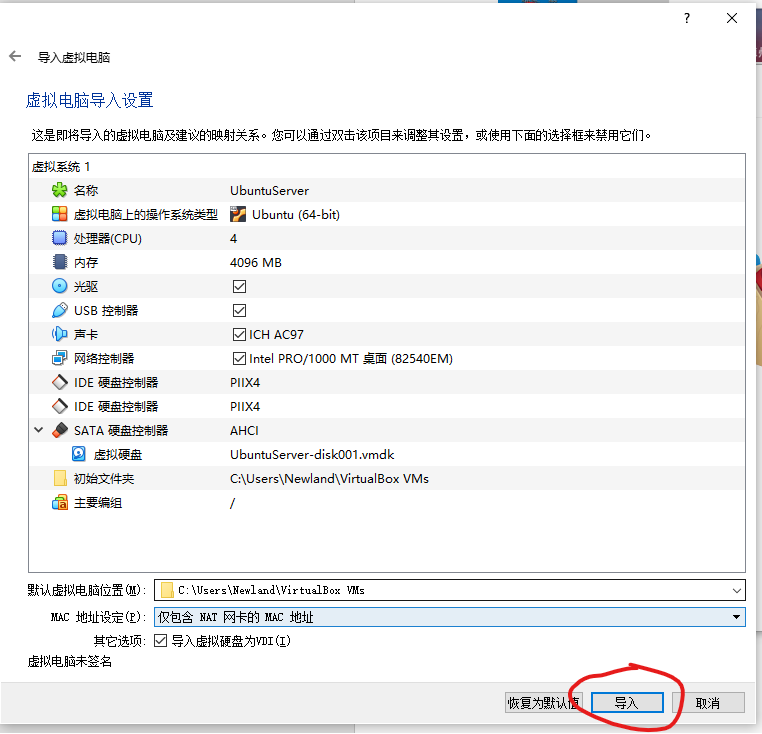 ?
导入虚拟电脑
虚拟电脑导入设置
这是即将导入的虚拟电脑及建议的映射关系。您可以通过双击该项目来调整其设置，或使用下面的选择框来禁用它们。
虚拟系统 1
名称 UbuntuServer
虚拟电脑上的操作系统类型 Ubuntu (64-bit)
处理器(CPU) 4
内存 4096 MB
光驱
USB 控制器
声卡 ICH AC97
网络控制器 Intel PRO/1000 MT 桌面 (82540EM)
IDE 硬盘控制器 PIIX4
IDE 硬盘控制器 PIIX4
SATA 硬盘控制器 AHCI
虚拟硬盘 UbuntuServer-disk001.vmdk
初始文件夹 C:\Users\Newland\VirtualBox VMs
主要编组 /
默认虚拟电脑位置(M): C:\Users\Newland\VirtualBox VMs
MAC 地址设定(P): 仅包含 NAT 网卡的 MAC 地址
其它选项: 导入虚拟硬盘为VDI(I)
虚拟电脑未签名
恢复为默认值 导入 取消